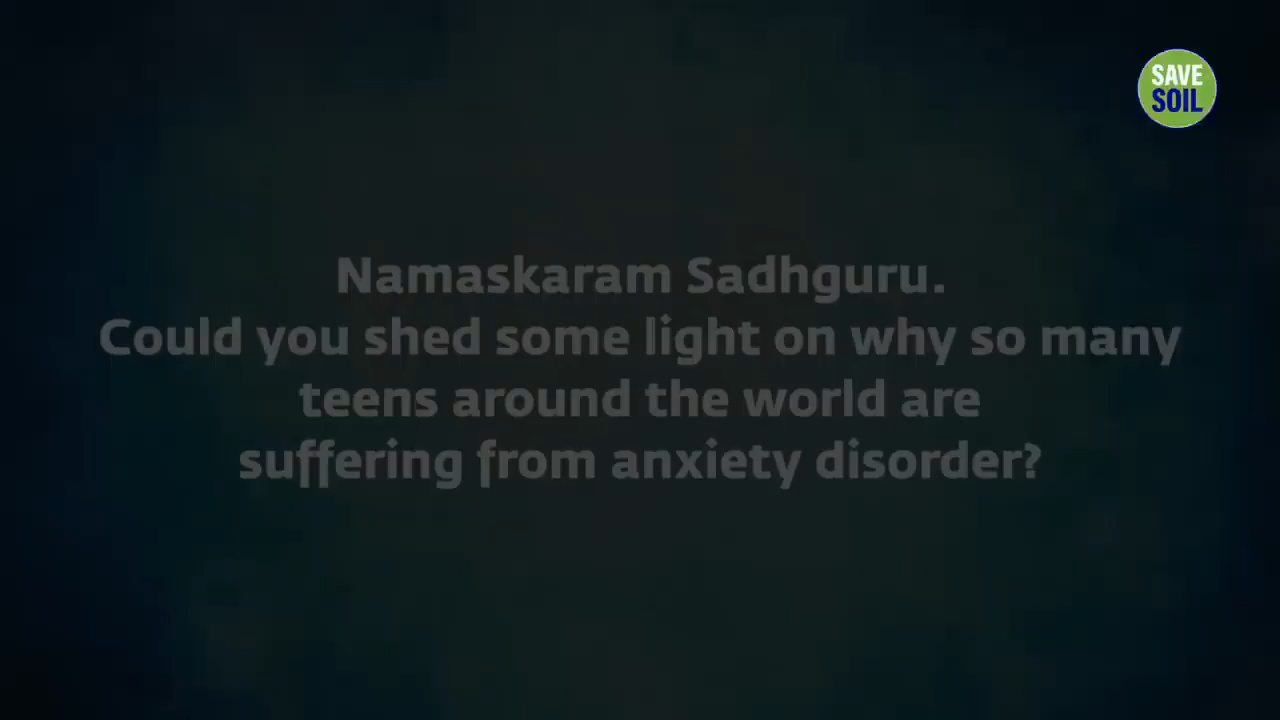 SAVE
SOIL
Namaskaram Sadhguru.
Could you shed some light on why so many
teens around the world are
suffering from anxiety disorder?